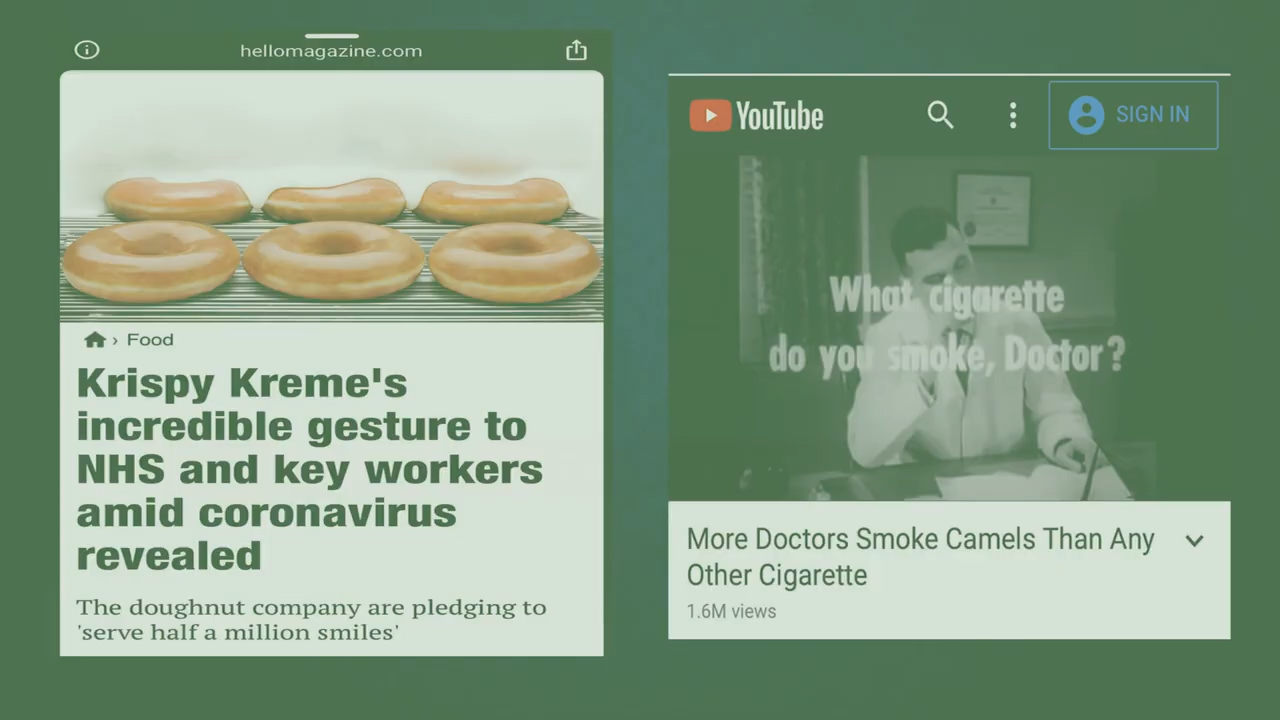 hellomagazine.com
Food
Krispy Kreme's
incredible gesture to
NHS and key workers
amid coronavirus
revealed
The doughnut company are pledging to
'serve half a million smiles'
YouTube
SIGN IN
What cigarette
do you smoke, Doctor?
More Doctors Smoke Camels Than Any
Other Cigarette
1.6M views